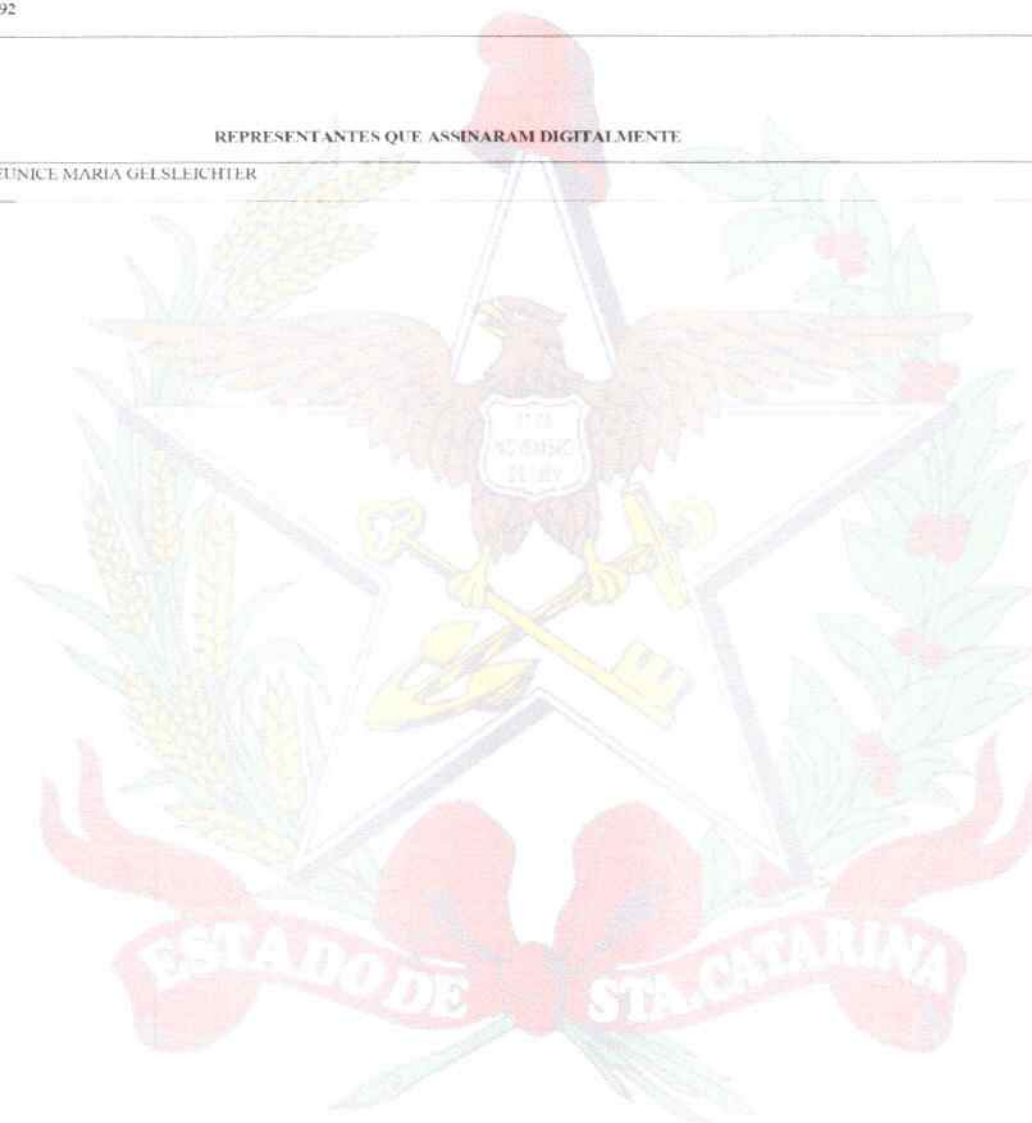 92
REPRESENTANTES QUE ASSINARAM DIGITALMENTE
EUNICE MARIA GELSLEICHTER
ESTADO DE STA.CATARINA